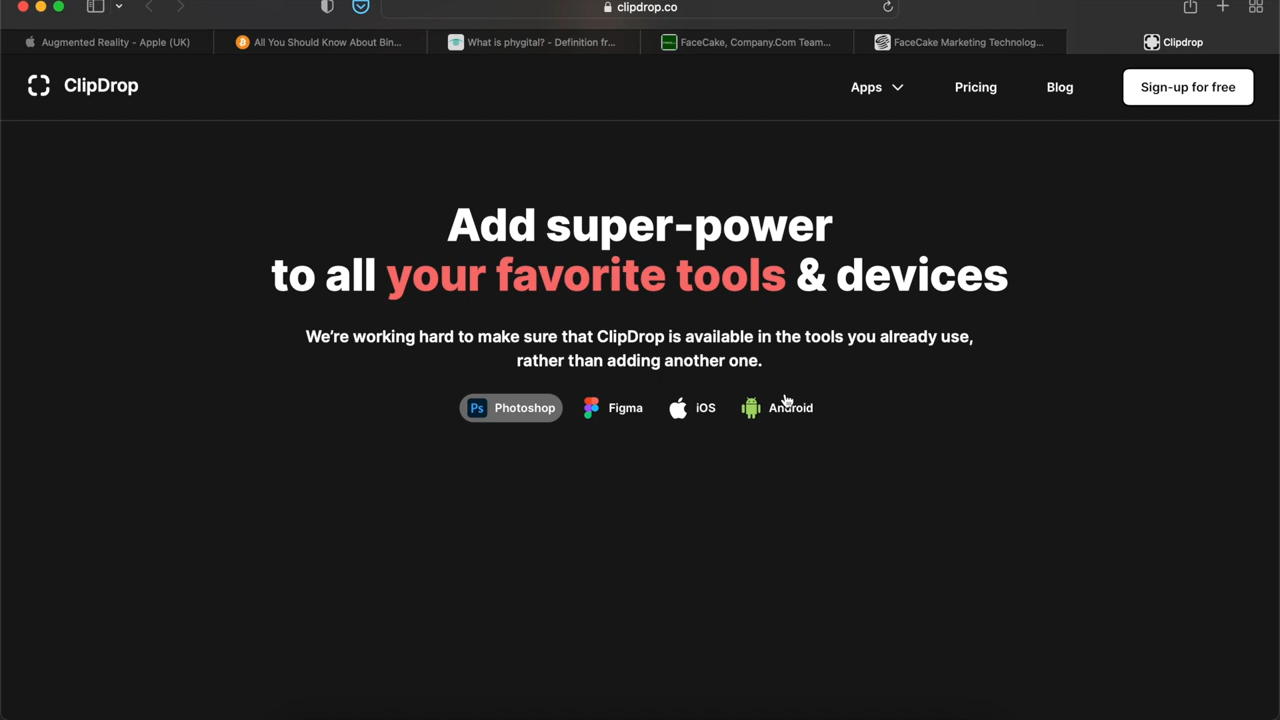 clipdrop.co
Augmented Reality - Apple (UK)
All You Should Know About Bin...
What is phygital? - Definition fr...
FaceCake, Company.Com Team...
FaceCake Marketing Technolog...
Clipdrop
ClipDrop
Apps
Pricing
Blog
Sign-up for free
Add super-power
to all your favorite tools & devices
We're working hard to make sure that ClipDrop is available in the tools you already use,
rather than adding another one.
Ps Photoshop
Figma
iOS
Android